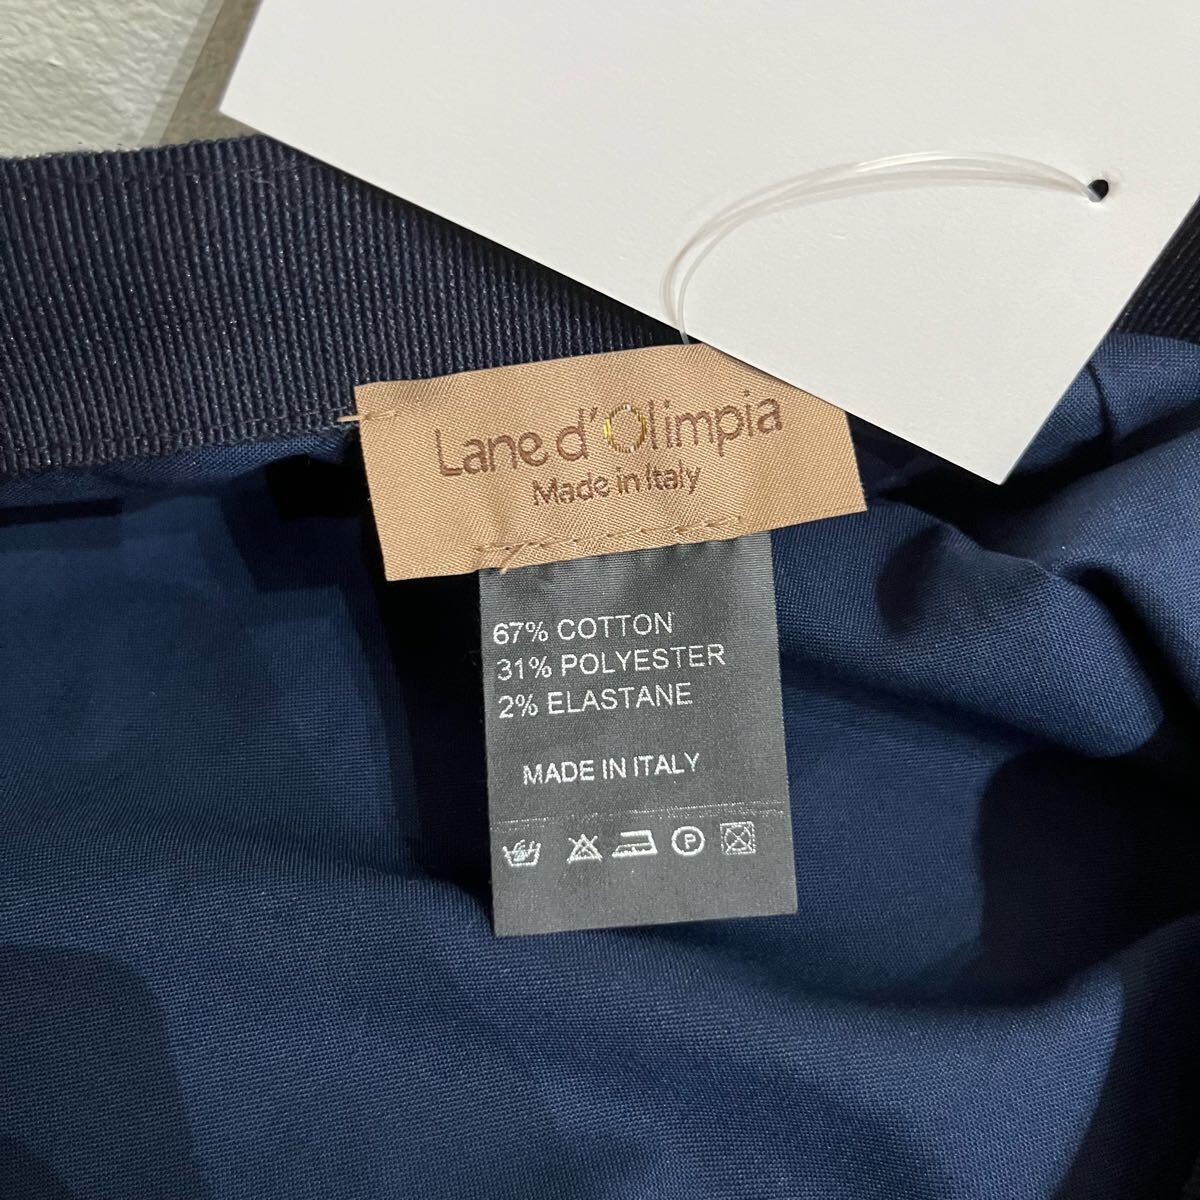 Lane d'Olimpia
Made in Italy
67% COTTON
31% POLYESTER
2% ELASTANE
MADE IN ITALY
P